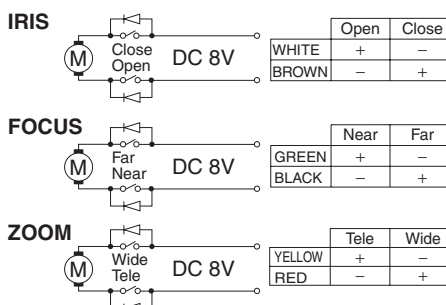 IRIS
M
Close
Open
DC 8V
Open Close
WHITE + −
BROWN − +
FOCUS
M
Far
Near
DC 8V
Near Far
GREEN + −
BLACK − +
ZOOM
M
Wide
Tele
DC 8V
Tele Wide
YELLOW + −
RED − +